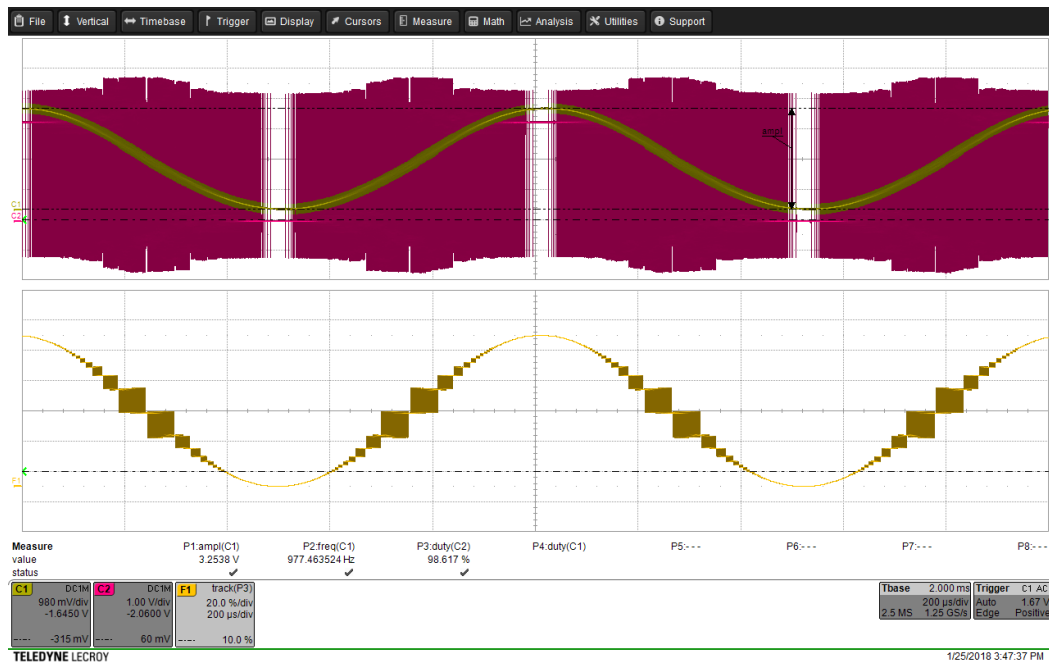 File Vertical Timebase Trigger Display Cursors Measure Math Analysis Utilities Support
ampl
C1
C2
F1
Measure P1:ampl(C1) P2:freq(C1) P3:duty(C2) P4:duty(C1) P5:- - - P6:- - - P7:- - - P8:- - -
value 3.2538 V 977.463524 Hz 98.617 %
status
C1 DC1M C2 DC1M F1 track(P3) Tbase 2.000 ms Trigger C1 AC
980 mV/div 1.00 V/div 20.0 %/div 200 µs/div Auto 1.67 V
-1.6450 V -2.0600 V 200 µs/div 2.5 MS 1.25 GS/s Edge Positive
-315 mV 60 mV 10.0 %
TELEDYNE LECROY 1/25/2018 3:47:37 PM